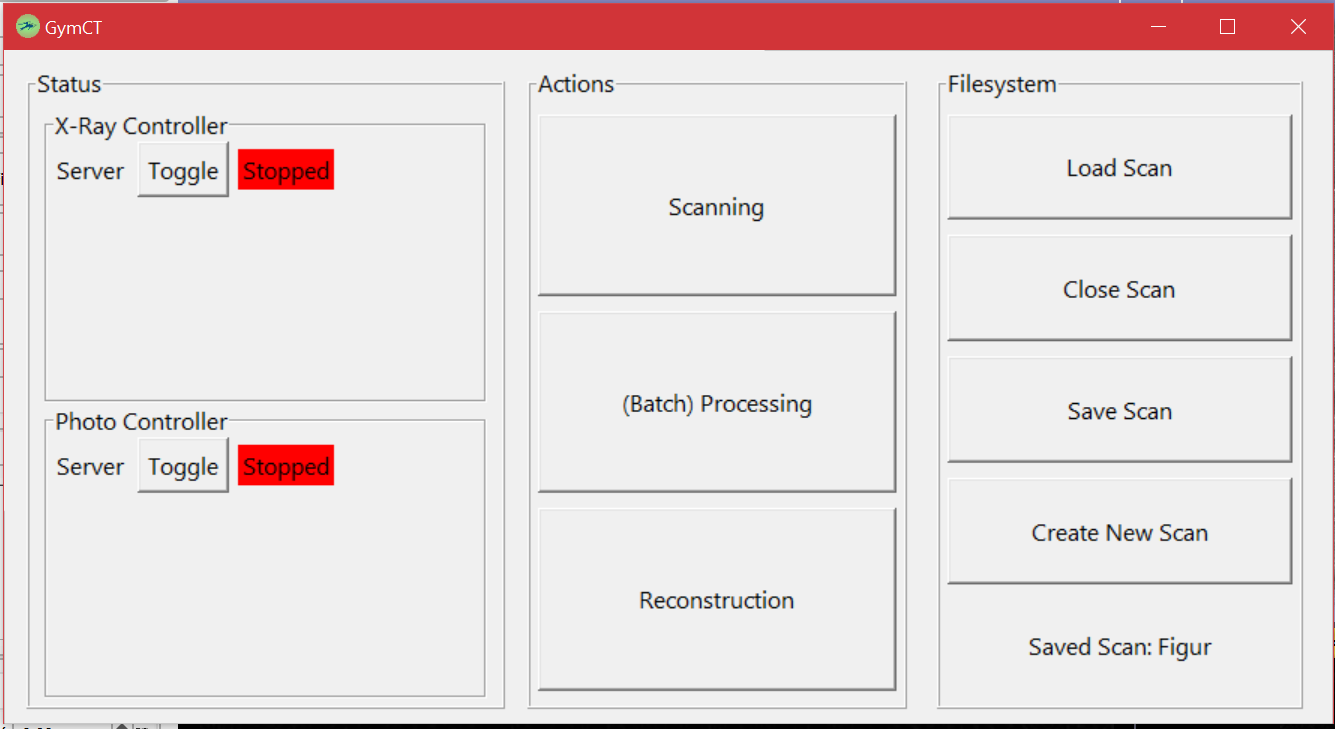 GymCT
Status
X-Ray Controller
Server Toggle Stopped
Photo Controller
Server Toggle Stopped
Actions
Scanning
(Batch) Processing
Reconstruction
Filesystem
Load Scan
Close Scan
Save Scan
Create New Scan
Saved Scan: Figur